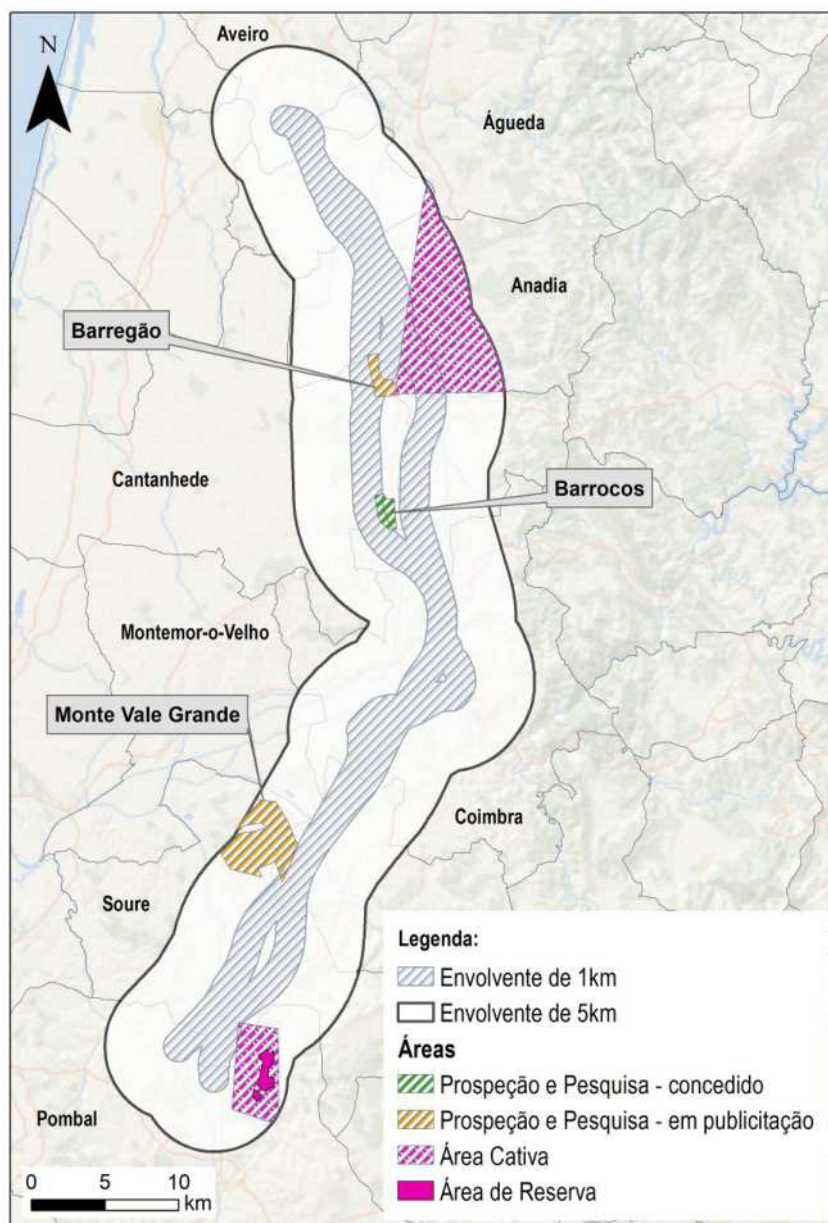 Aveiro
N
Águeda
Anadia
Barregão
Cantanhede
Barrocos
Montemor-o-Velho
Monte Vale Grande
Coimbra
Soure
Pombal
Legenda:
Envolvente de 1km
Envolvente de 5km
Áreas
Prospeção e Pesquisa - concedido
Prospeção e Pesquisa - em publicitação
Área Cativa
Área de Reserva
0 5 10
km